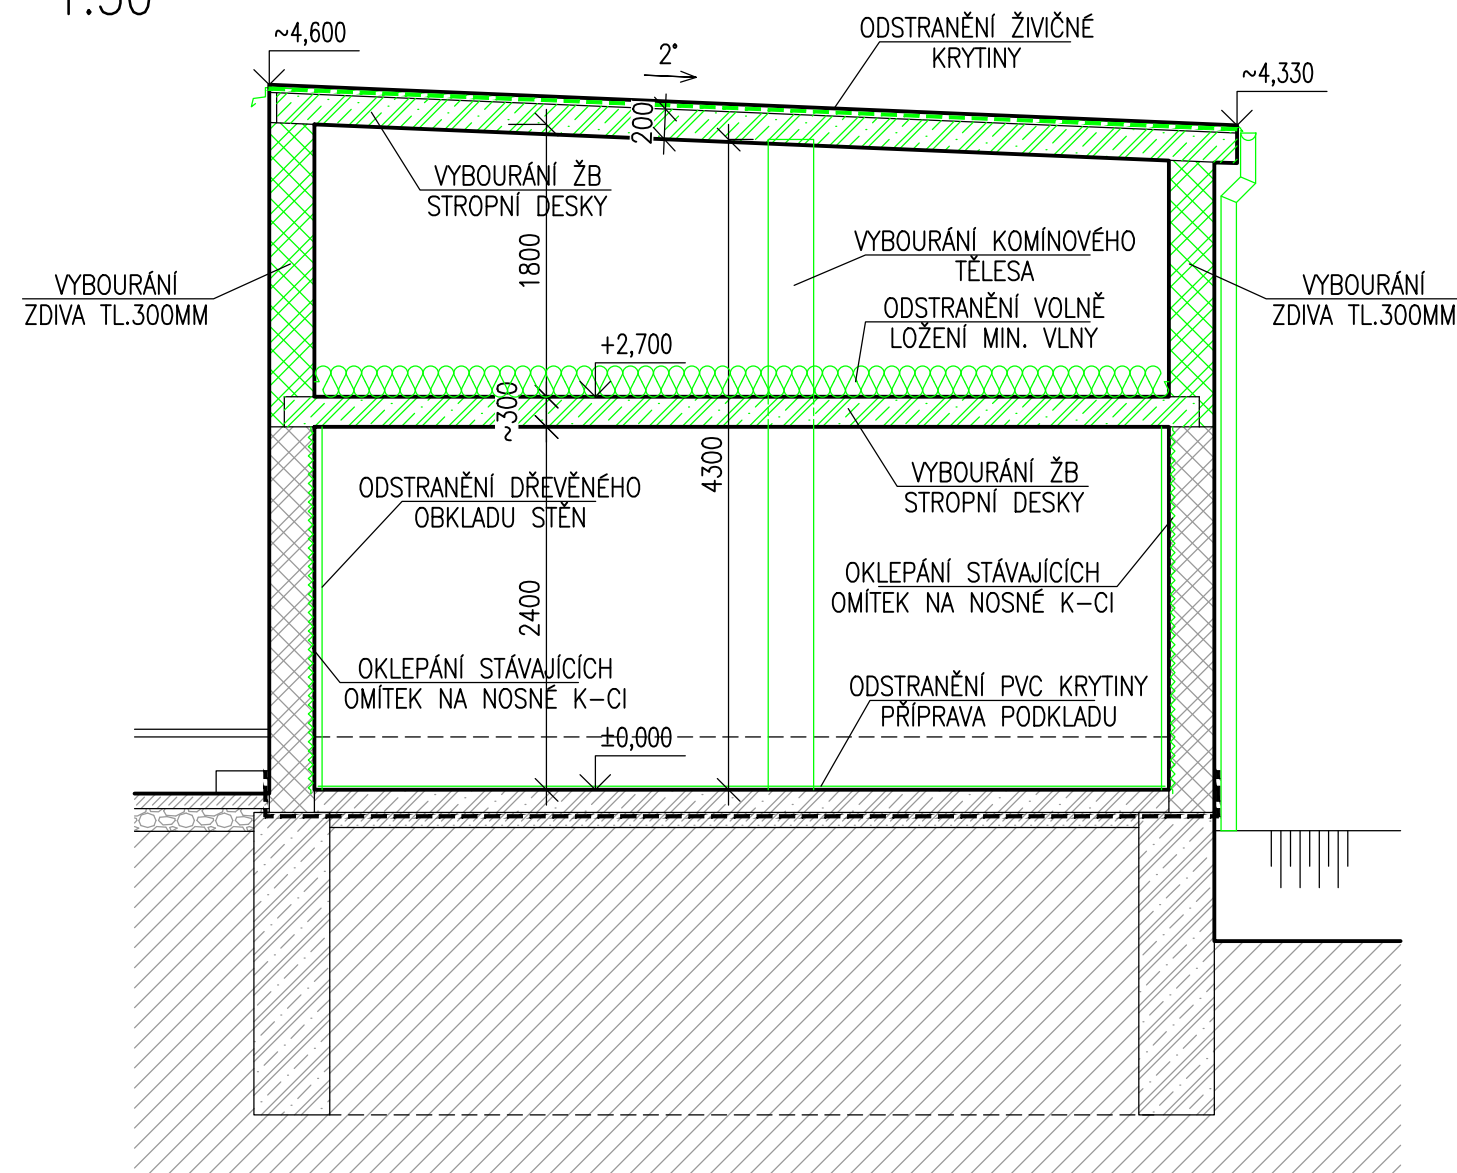 ~4,600
2°
ODSTRANĚNÍ ŽIVIČNÉ
KRYTINY
~4,330
200
VYBOURÁNÍ ŽB
STROPNÍ DESKY
1800
VYBOURÁNÍ KOMÍNOVÉHO
TĚLESA
VYBOURÁNÍ
ZDIVA TL.300MM
VYBOURÁNÍ
ZDIVA TL.300MM
ODSTRANĚNÍ VOLNĚ
LOŽENÍ MIN. VLNY
+2,700
~300
4300
VYBOURÁNÍ ŽB
STROPNÍ DESKY
ODSTRANĚNÍ DŘEVĚNÉHO
OBKLADU STĚN
2400
OKLEPÁNÍ STÁVAJÍCÍCH
OMÍTEK NA NOSNÉ K-CI
OKLEPÁNÍ STÁVAJÍCÍCH
OMÍTEK NA NOSNÉ K-CI
ODSTRANĚNÍ PVC KRYTINY
PŘÍPRAVA PODKLADU
±0,000